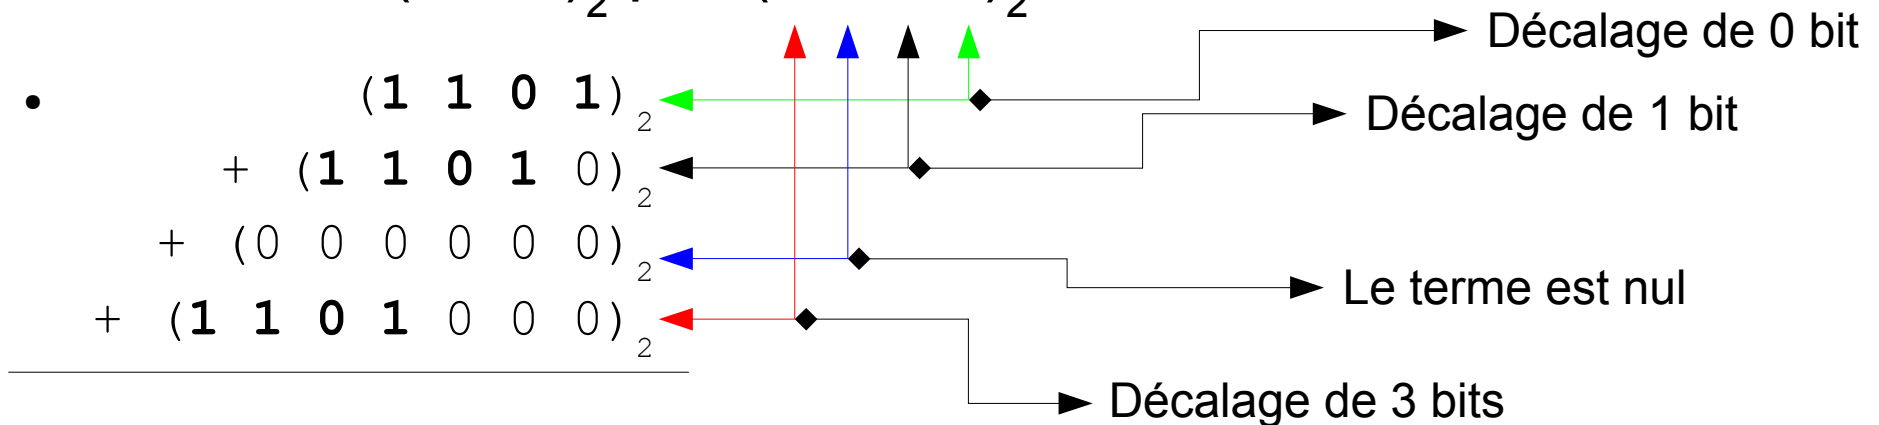 Décalage de 0 bit
• (1 1 0 1)₂
Décalage de 1 bit
+ (1 1 0 1 0)₂
+ (0 0 0 0 0 0)₂
Le terme est nul
+ (1 1 0 1 0 0 0)₂
Décalage de 3 bits